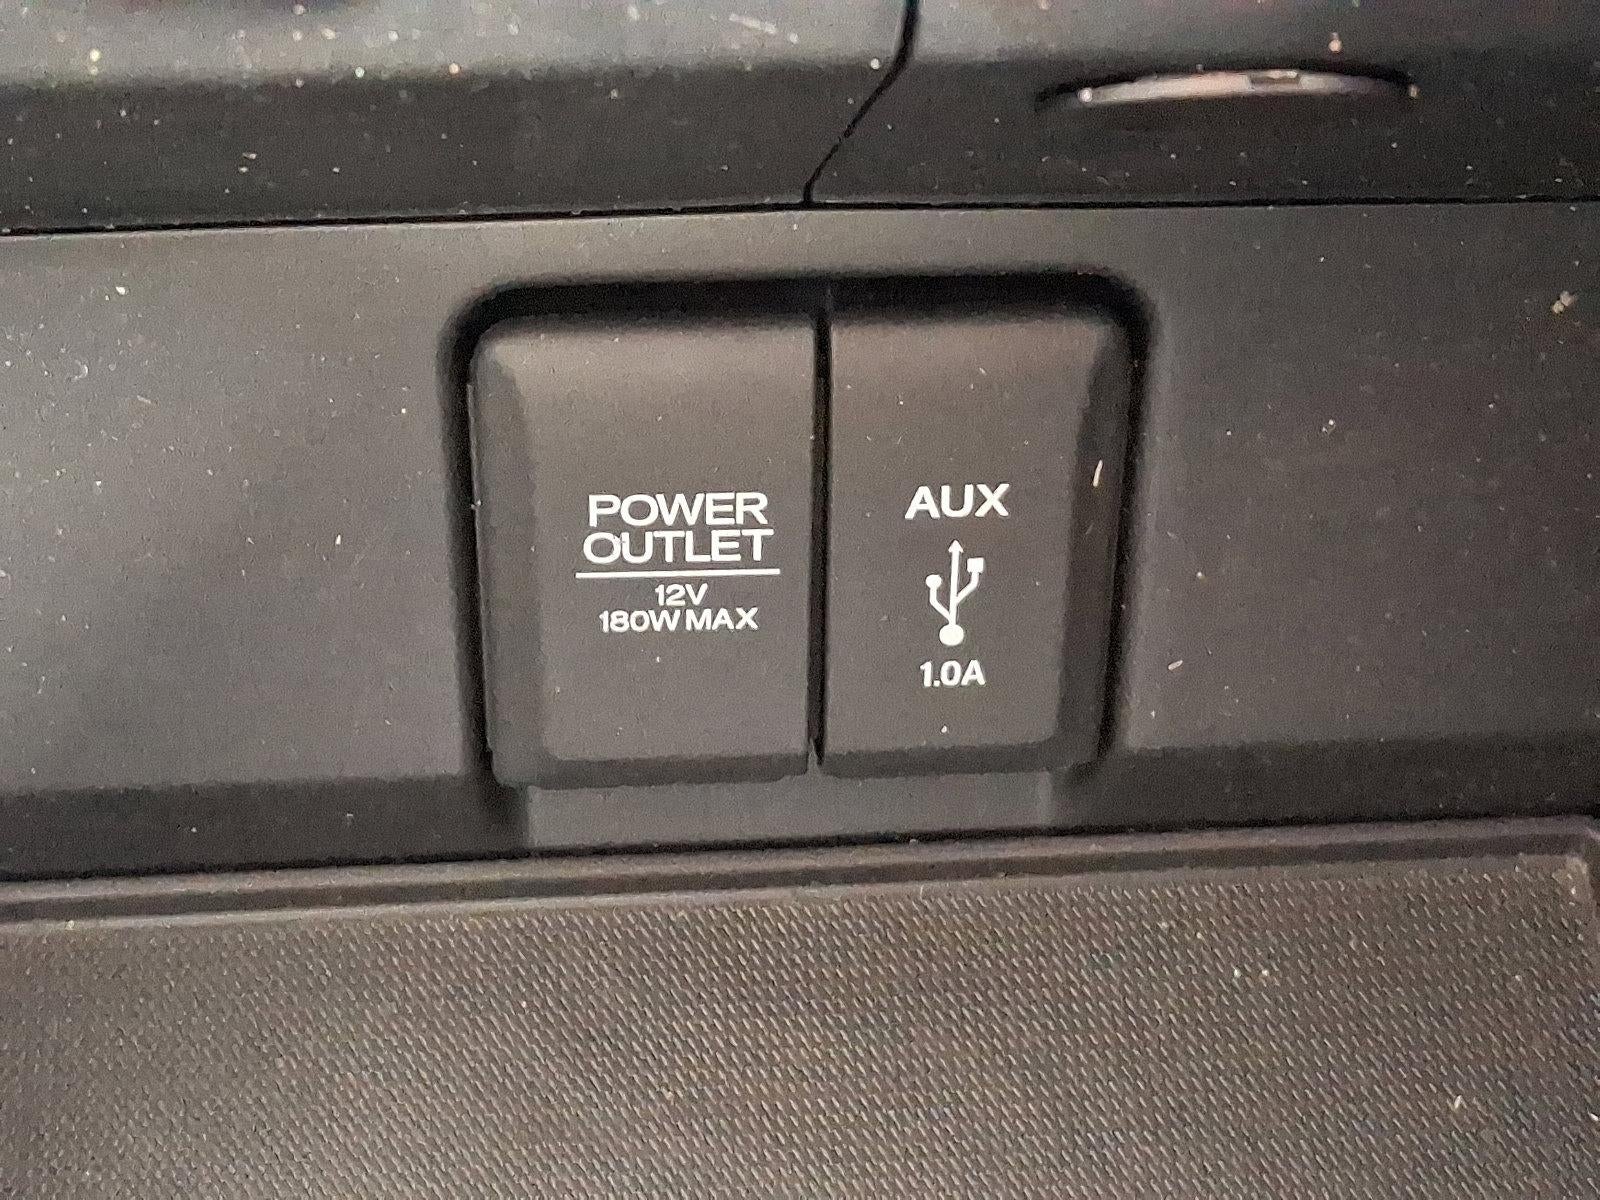 POWER
OUTLET
12V
180W MAX
AUX
1.0A